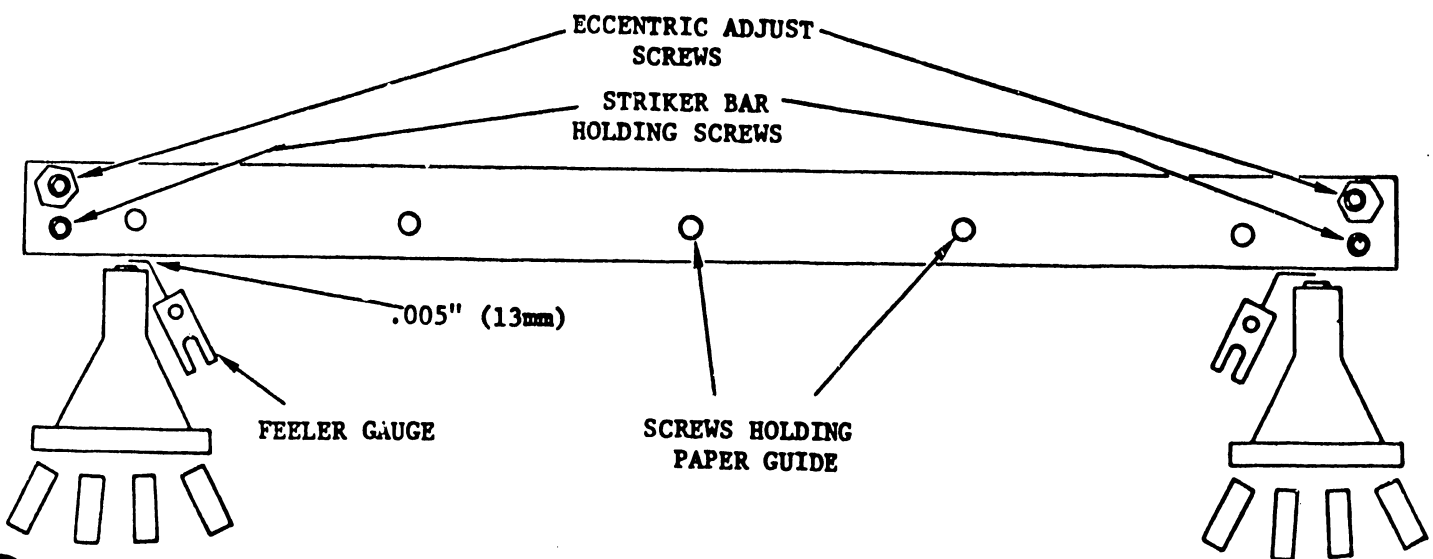 ECCENTRIC ADJUST
SCREWS
STRIKER BAR
HOLDING SCREWS
.005" (13mm)
FEELER GAUGE
SCREWS HOLDING
PAPER GUIDE